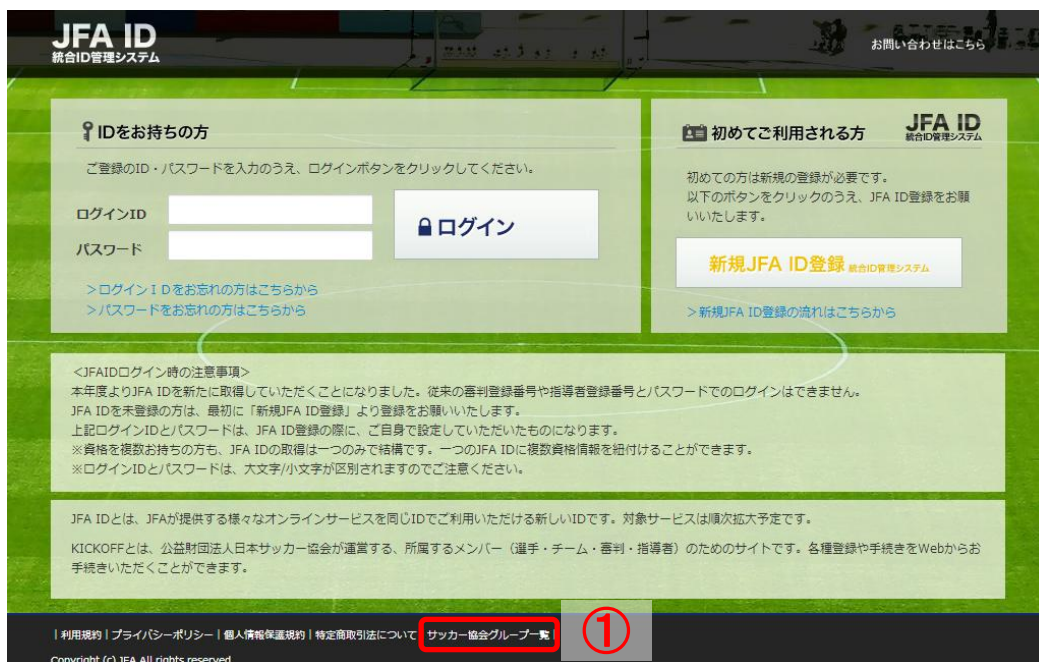 JFA ID
統合ID管理システム
お問い合わせはこちら
IDをお持ちの方
ご登録のID・パスワードを入力のうえ、ログインボタンをクリックしてください。
ログインID
パスワード
ログイン
>ログインＩＤをお忘れの方はこちらから
>パスワードをお忘れの方はこちらから
初めてご利用される方
JFA ID
統合ID管理システム
初めての方は新規の登録が必要です。
以下のボタンをクリックのうえ、JFA ID登録をお願
いいたします。
新規JFA ID登録 統合ID管理システム
>新規JFA ID登録の流れはこちらから
<JFAIDログイン時の注意事項>
本年度よりJFA IDを新たに取得していただくことになりました。従来の審判登録番号や指導者登録番号とパスワードでのログインはできません。
JFA IDを未登録の方は、最初に「新規JFA ID登録」より登録をお願いいたします。
上記ログインIDとパスワードは、JFA ID登録の際に、ご自身で設定していただいたものになります。
※資格を複数お持ちの方も、JFA IDの取得は一つのみで結構です。一つのJFA IDに複数資格情報を紐付けることができます。
※ログインIDとパスワードは、大文字/小文字が区別されますのでご注意ください。
JFA IDとは、JFAが提供する様々なオンラインサービスを同じIDでご利用いただける新しいIDです。対象サービスは順次拡大予定です。
KICKOFFとは、公益財団法人日本サッカー協会が運営する、所属するメンバー（選手・チーム・審判・指導者）のためのサイトです。各種登録や手続きをWebからお
手続きいただくことができます。
| 利用規約 | プライバシーポリシー | 個人情報保護規約 | 特定商取引法について サッカー協会グループ一覧 |
①
Copyright (c) JFA All rights reserved